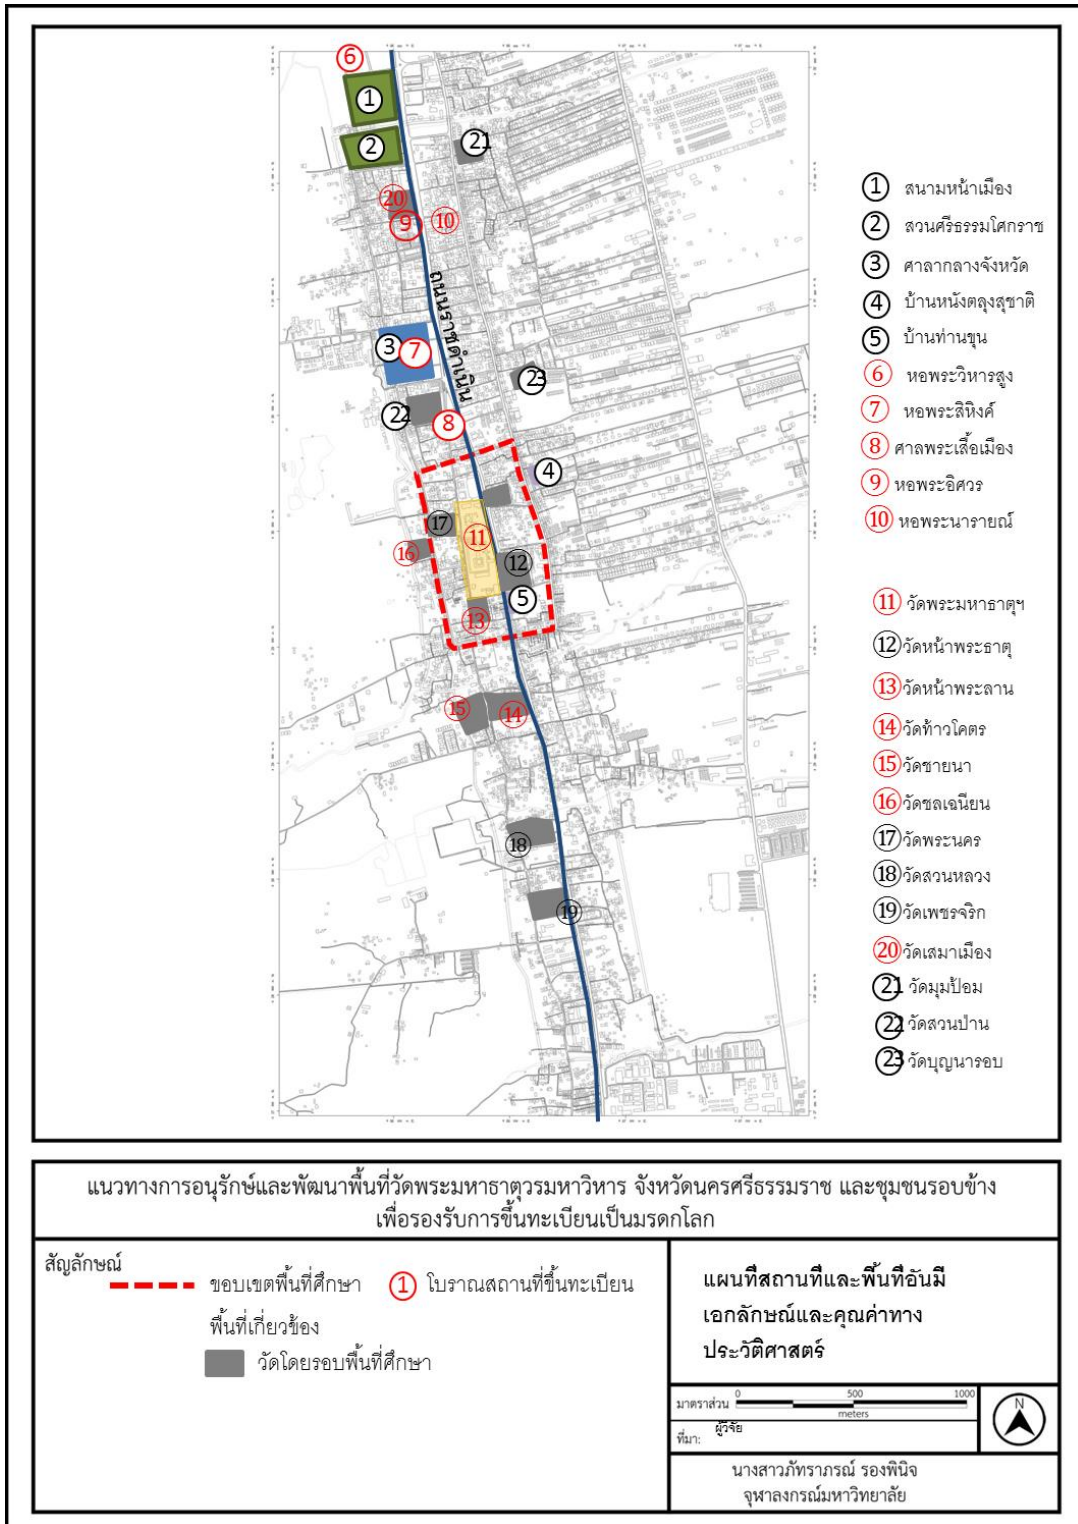 6
1
2
21
20
9
10
ถนนราชดำเนิน
3
7
23
22
8
4
17
11
16
12
5
13
15
14
18
19
1 สนามหน้าเมือง
2 สวนศรีธรรมโศกราช
3 ศาลากลางจังหวัด
4 บ้านหนังตลุงสุชาติ
5 บ้านท่านขุน
6 หอพระวิหารสูง
7 หอพระสิหิงค์
8 ศาลพระเสื้อเมือง
9 หอพระอิศวร
10 หอพระนารายณ์
11 วัดพระมหาธาตุฯ
12 วัดหน้าพระธาตุ
13 วัดหน้าพระลาน
14 วัดท้าวโคตร
15 วัดชายนา
16 วัดชลเฉนียน
17 วัดพระนคร
18 วัดสวนหลวง
19 วัดเพชรจริก
20 วัดเสมาเมือง
21 วัดมุมป้อม
22 วัดสวนป่าน
23 วัดบุญนารอบ
แนวทางการอนุรักษ์และพัฒนาพื้นที่วัดพระมหาธาตุวรมหาวิหาร จังหวัดนครศรีธรรมราช และชุมชนรอบข้าง
เพื่อรองรับการขึ้นทะเบียนเป็นมรดกโลก
สัญลักษณ์
ขอบเขตพื้นที่ศึกษา 1 โบราณสถานที่ขึ้นทะเบียน
พื้นที่เกี่ยวข้อง
วัดโดยรอบพื้นที่ศึกษา
แผนที่สถานที่และพื้นที่อันมี
เอกลักษณ์และคุณค่าทาง
ประวัติศาสตร์
มาตราส่วน 0 500 1000
meters
N
ที่มา: ผู้วิจัย
นางสาวภัทราภรณ์ รองพินิจ
จุฬาลงกรณ์มหาวิทยาลัย